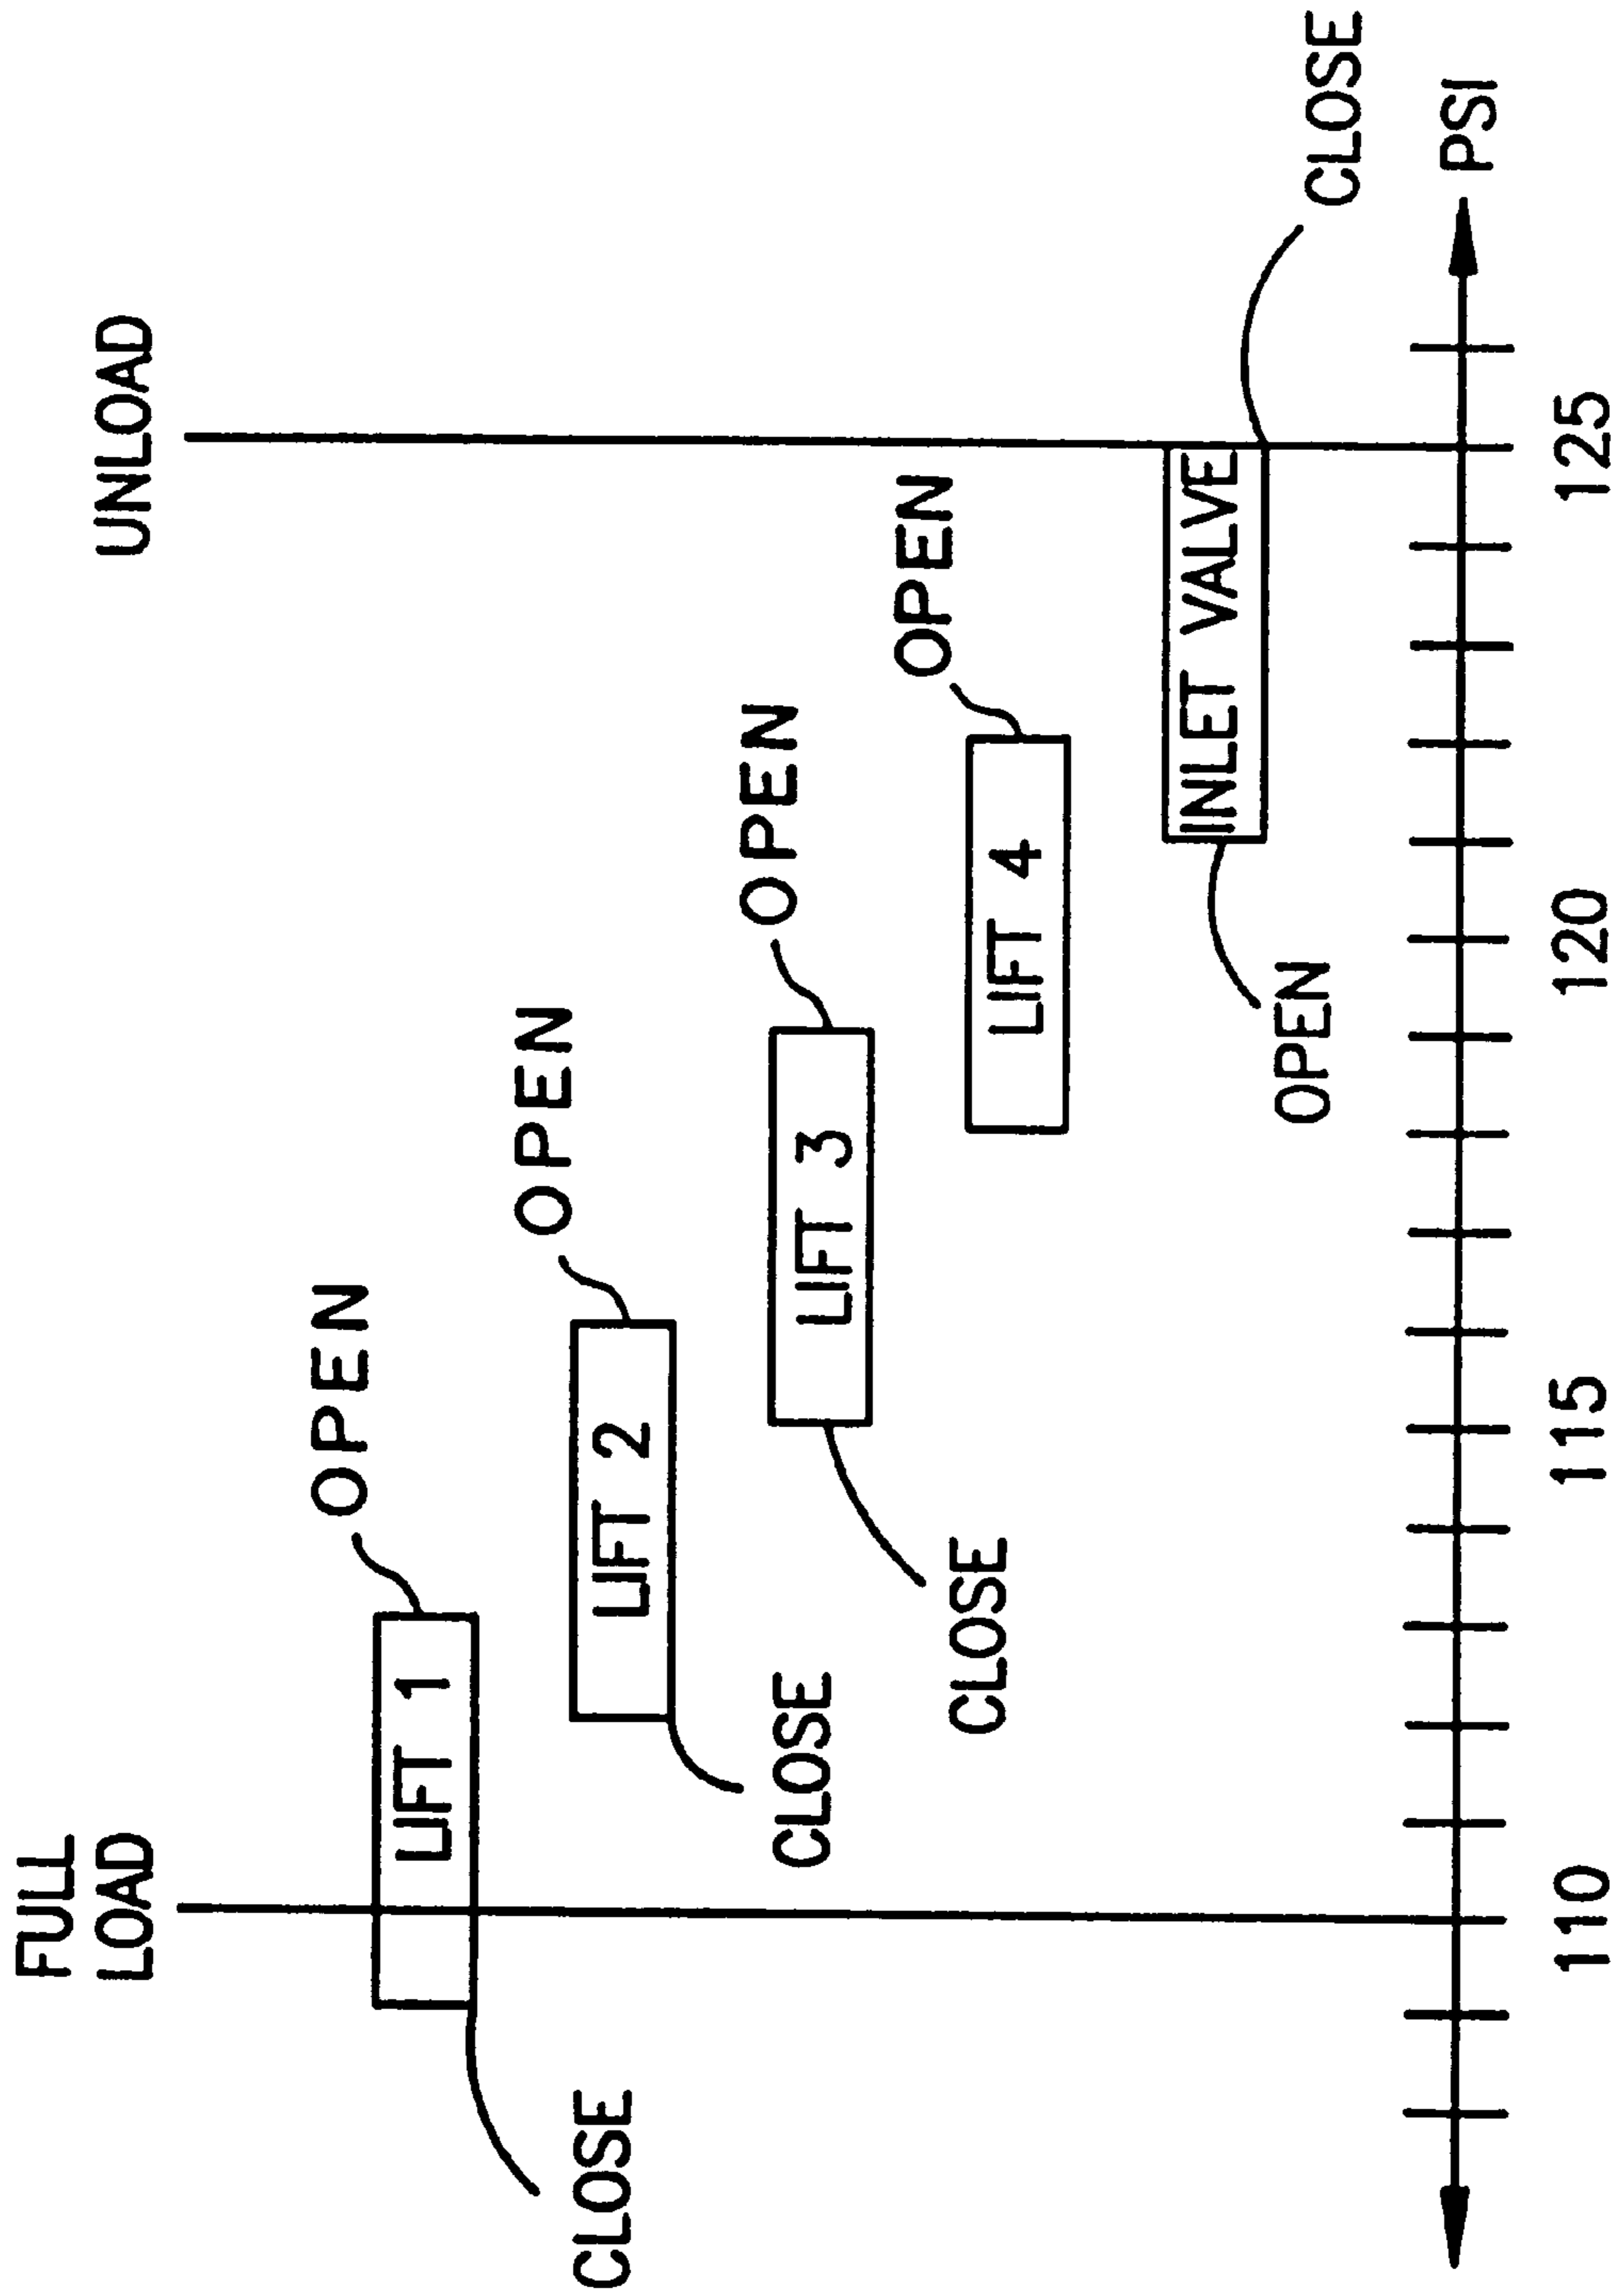 FULL
LOAD
UNLOAD
OPEN
LIFT 1
CLOSE
OPEN
LIFT 2
CLOSE
OPEN
LIFT 3
CLOSE
OPEN
LIFT 4
INLET VALVE
OPEN
CLOSE
PSI
110
115
120
125